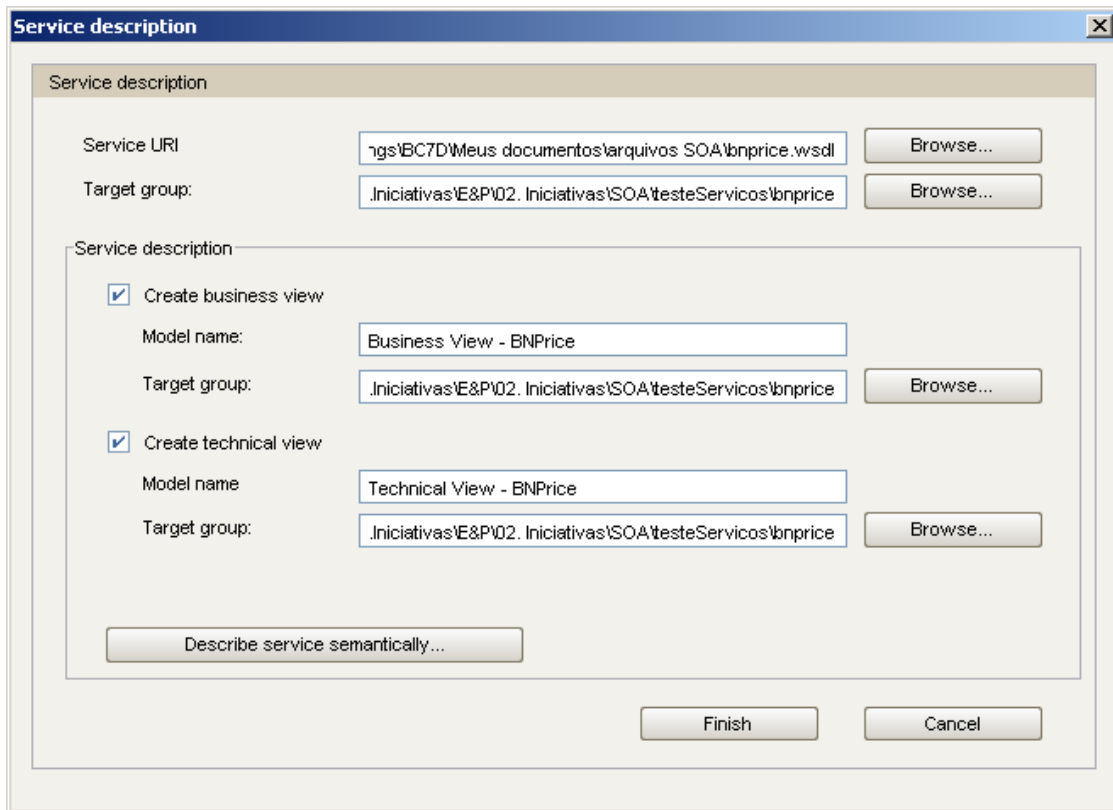 Service description
Service description
Service URI ngs\BC7D\Meus documentos\arquivos SOA\bnprice.wsdl Browse...
Target group: .Iniciativas\E&P\02. Iniciativas\SOA\testeServicos\bnprice Browse...
Service description
Create business view
Model name: Business View - BNPrice
Target group: .Iniciativas\E&P\02. Iniciativas\SOA\testeServicos\bnprice Browse...
Create technical view
Model name Technical View - BNPrice
Target group: .Iniciativas\E&P\02. Iniciativas\SOA\testeServicos\bnprice Browse...
Describe service semantically...
Finish Cancel